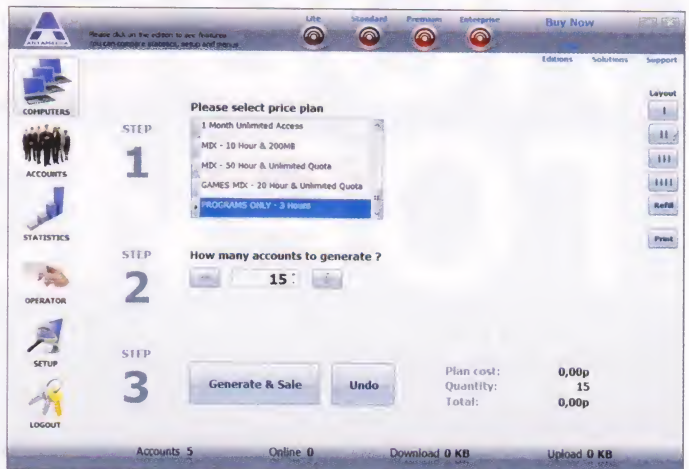 Lite Standard Premium Enterprise Buy Now
Please click on the edition to see features
You can compare statistics, setup and menus
ANTAMEDIA
Editions Solutions Support
COMPUTERS
ACCOUNTS
STATISTICS
OPERATOR
SETUP
LOGOUT
STEP
1
Please select price plan
1 Month Unlimited Access
MIX - 10 Hour & 200MB
MIX - 50 Hour & Unlimited Quota
GAMES MIX - 20 Hour & Unlimited Quota
PROGRAMS ONLY - 3 Hours
STEP
2
How many accounts to generate ?
15
STEP
3
Generate & Sale Undo
Plan cost: 0,00p
Quantity: 15
Total: 0,00p
Layout
I
II
III
IIII
Refill
Print
Accounts 5 Online 0 Download 0 KB Upload 0 KB